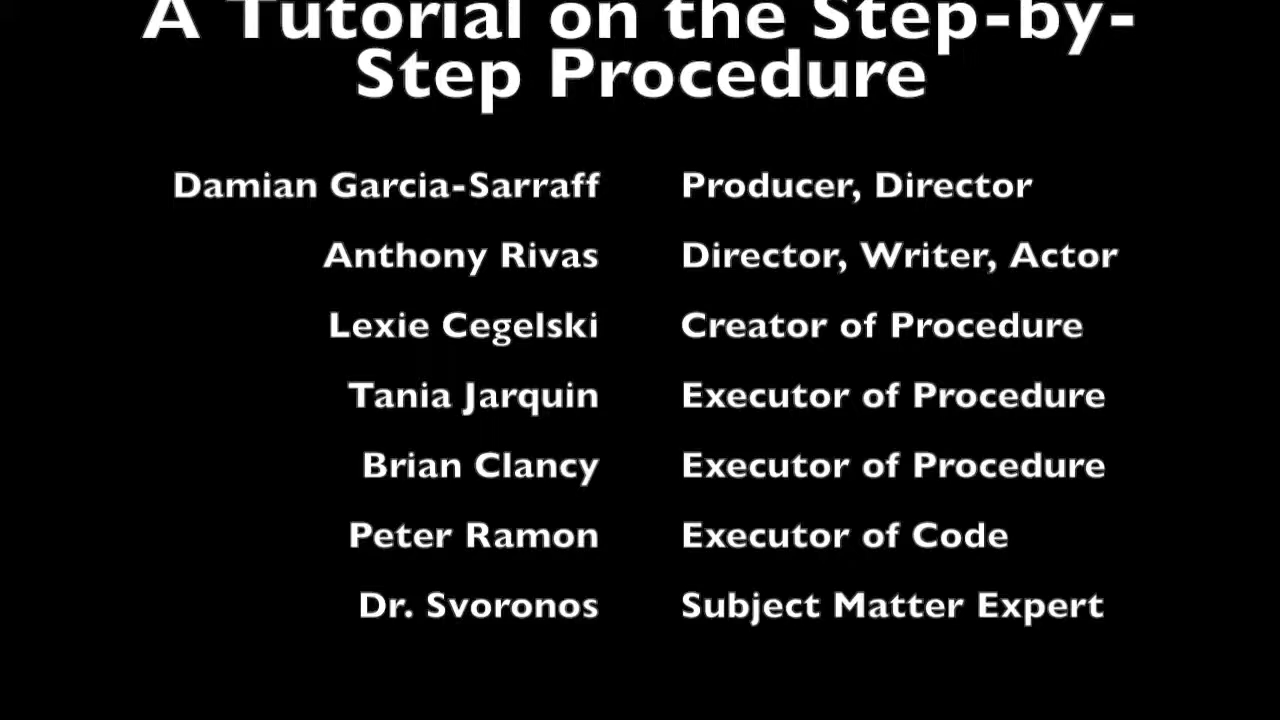 A Tutorial on the Step-by-
Step Procedure
Damian Garcia-Sarraff Producer, Director
Anthony Rivas Director, Writer, Actor
Lexie Cegelski Creator of Procedure
Tania Jarquin Executor of Procedure
Brian Clancy Executor of Procedure
Peter Ramon Executor of Code
Dr. Svoronos Subject Matter Expert